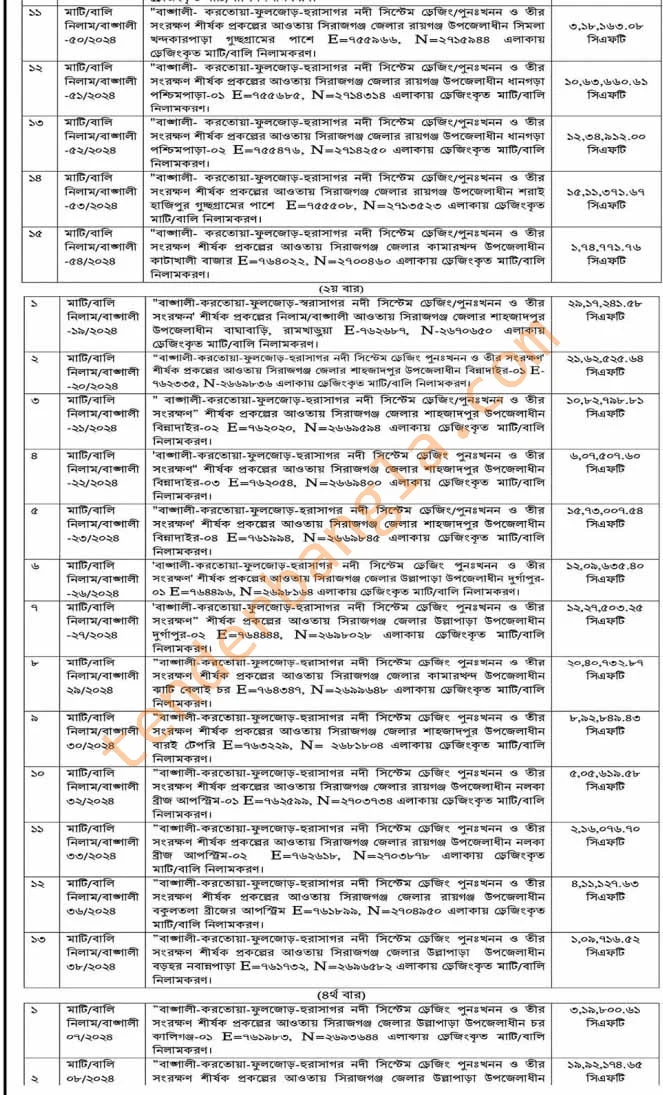 ১১ মাটি/বালি "বাঙ্গালী- করতোয়া-ফুলজোড়-হুরাসাগর নদী সিস্টেম ড্রেজিং/পুনঃখনন ও তীর ৩,১৮,১৬৩.০৮
নিলাম/বাঙ্গালী সংরক্ষণ শীর্ষক প্রকল্পের আওতায় সিরাজগঞ্জ জেলার রায়গঞ্জ উপজেলাধীন সিমলা সিএফটি
-৫০/২০২৪ খন্দকারপাড়া গুচ্ছগ্রামের পাশে E=৭৫৫৯৬৬, N=২৭১৫৯৪৪ এলাকায়
ড্রেজিংকৃত মাটি/বালি নিলামকরণ।
১২ মাটি/বালি "বাঙ্গালী- করতোয়া-ফুলজোড়-হুরাসাগর নদী সিস্টেম ড্রেজিং/পুনঃখনন ও তীর ১০,৬৩,৬৬০.৬১
নিলাম/বাঙ্গালী সংরক্ষণ শীর্ষক প্রকল্পের আওতায় সিরাজগঞ্জ জেলার রায়গঞ্জ উপজেলাধীন ধানগড়া সিএফটি
-৫১/২০২৪ পশ্চিমপাড়া-০১ E=৭৫৫৬৮৫, N=২৭১৪৩১৪ এলাকায় ড্রেজিংকৃত মাটি/বালি
নিলামকরণ।
১৩ মাটি/বালি "বাঙ্গালী- করতোয়া-ফুলজোড়-হুরাসাগর নদী সিস্টেম ড্রেজিং/পুনঃখনন ও তীর ১২,৩৪,৯১২.০০
নিলাম/বাঙ্গালী সংরক্ষণ শীর্ষক প্রকল্পের আওতায় সিরাজগঞ্জ জেলার রায়গঞ্জ উপজেলাধীন ধানগড়া সিএফটি
-৫২/২০২৪ পশ্চিমপাড়া-০২ E=৭৫৫৪৭৬, N=২৭১৪২৫০ এলাকায় ড্রেজিংকৃত মাটি/বালি
নিলামকরণ।
১৪ মাটি/বালি "বাঙ্গালী- করতোয়া-ফুলজোড়-হুরাসাগর নদী সিস্টেম ড্রেজিং/পুনঃখনন ও তীর ১৫,১১,৩৭১.৬৭
নিলাম/বাঙ্গালী সংরক্ষণ শীর্ষক প্রকল্পের আওতায় সিরাজগঞ্জ জেলার রায়গঞ্জ উপজেলাধীন শরাই সিএফটি
-৫৩/২০২৪ হাজিপুর গুচ্ছগ্রামের পাশে E=৭৫৫৫০৮, N=২৭১৩৫২৩ এলাকায় ড্রেজিংকৃত
মাটি/বালি নিলামকরণ।
১৫ মাটি/বালি "বাঙ্গালী- করতোয়া-ফুলজোড়-হুরাসাগর নদী সিস্টেম ড্রেজিং/পুনঃখনন ও তীর ১,৭৪,৭৭১.৭৬
নিলাম/বাঙ্গালী সংরক্ষণ শীর্ষক প্রকল্পের আওতায় সিরাজগঞ্জ জেলার কামারখন্দ উপজেলাধীন সিএফটি
-৫৪/২০২৪ কাটাখালী বাজার E=৭৬৪০২২, N=২৭০০৪৬০ এলাকায় ড্রেজিংকৃত মাটি/বালি
নিলামকরণ।
(২য় বার)
১ মাটি/বালি "বাঙ্গালী-করতোয়া-ফুলজোড়-স্বরাসাগর নদী সিস্টেম ড্রেজিং/পুনঃখনন ও তীর ২৯,১৭,২৪১.৫৮
নিলাম/বাঙ্গালী সংরক্ষন' শীর্ষক প্রকল্পের নিলাম/বাঙ্গালী আওতায় সিরাজগঞ্জ জেলার শাহজাদপুর সিএফটি
-১৯/২০২৪ উপজেলাধীন বাঘাবাড়ি, রামখাড়ুয়া E-৭৬২৬৮৭, N-২৬৭০৬৫০ এলাকায়
ড্রেজিংকৃত মাটি/বালি নিলামকরণ।
২ মাটি/বালি "বাঙ্গালী-করতোয়া-ফুলজোড়-হুরাসাগর নদী সিস্টেম ড্রেজিং পুনঃখনন ও তীর সংরক্ষণ' ২১,৬২,৫২৫.৬৪
নিলাম/বাঙ্গালী শীর্ষক প্রকল্পের আওতায় সিরাজগঞ্জ জেলার শাহজাদপুর উপজেলাধীন বিন্নাদাইর-০১ E- সিএফটি
-২০/২০২৪ ৭৬২৩৩৫, N-২৬৬৯৮৩৬ এলাকায় ড্রেজিংকৃত মাটি/বালি নিলামকরণ।
৩ মাটি/বালি " বাঙ্গালী-করতোয়া-ফুলজোড়-হুরাসাগর নদী সিস্টেম ড্রেজিং/পুনঃখনন ও তীর ১০,৮২,৭৯৮.৮১
নিলাম/বাঙ্গালী সংরক্ষণ" শীর্ষক প্রকল্পের আওতায় সিরাজগঞ্জ জেলার শাহজাদপুর উপজেলাধীন সিএফটি
-২১/২০২৪ বিন্নাদাইর-০২ E=৭৬২০২০, N=২৬৬৯৫৯৪ এলাকায় ড্রেজিংকৃত মাটি/বালি
নিলামকরণ।
৪ মাটি/বালি 'বাঙ্গালী-করতোয়া-ফুলজোড়-হুরাসাগর নদী সিস্টেম ড্রেজিং পুনঃখনন ও তীর ৬,০৭,৫০৭.৬০
নিলাম/বাঙ্গালী সংরক্ষণ" শীর্ষক প্রকল্পের আওতায় সিরাজগঞ্জ জেলার শাহজাদপুর উপজেলাধীন সিএফটি
-২২/২০২৪ বিন্নাদাইর-০৩ E=৭৬২০৫৪, N=২৬৬৯৪০০ এলাকায় ড্রেজিংকৃত মাটি/বালি
নিলামকরণ।
৫ মাটি/বালি "বাঙ্গালী-করতোয়া-ফুলজোড়-হুরাসাগর নদী সিস্টেম ড্রেজিং/পুনঃখনন ও তীর ১৫,৭৩,০০৭.৫৪
নিলাম/বাঙ্গালী সংরক্ষণ' শীর্ষক প্রকল্পের আওতায় সিরাজগঞ্জ জেলার শাহজাদপুর উপজেলাধীন সিএফটি
-২৩/২০২৪ বিন্নাদাইর-০৪ E=৭৬১৯৯৪, N=২৬৬৯৮৪৫ এলাকায় ড্রেজিংকৃত মাটি/বালি
নিলামকরণ।
৬ মাটি/বালি 'বাঙ্গালী-করতোয়া-ফুলজোড়-হুরাসাগর নদী সিস্টেম ড্রেজিং পুনঃখনন ও তীর ১২,০৯,৬৩৫.৪০
নিলাম/বাঙ্গালী সংরক্ষণ' শীর্ষক প্রকল্পের আওতায় সিরাজগঞ্জ জেলার উল্লাপাড়া উপজেলাধীন দুর্গাপুর- সিএফটি
-২৬/২০২৪ ০১ E=৭৬৪৪৯৬, N=২৬৯৮১৬৪ এলাকায় ড্রেজিংকৃত মাটি/বালি নিলামকরণ।
৭ মাটি/বালি 'বাঙ্গালী-করতোয়া-ফুলজোড়-হুরাসাগর নদী সিস্টেম ড্রেজিং পুনঃখনন ও তীর ১২,২৭,৫০৩.২৫
নিলাম/বাঙ্গালী সংরক্ষণ" শীর্ষক প্রকল্পের আওতায় সিরাজগঞ্জ জেলার উল্লাপাড়া উপজেলাধীন সিএফটি
-২৭/২০২৪ দুর্গাপুর-০২ E=৭৬৪৪৪৪, N=২৬৯৮০২৮ এলাকায় ড্রেজিংকৃত মাটি/বালি
নিলামকরণ।
৮ মাটি/বালি "বাঙ্গালী-করতোয়া-ফুলজোড়-হুরাসাগর নদী সিস্টেম ড্রেজিং পুনঃখনন ও তীর ২০,৪০,৭৩২.৮৭
নিলাম/বাঙ্গালী সংরক্ষণ শীর্ষক প্রকল্পের আওতায় সিরাজগঞ্জ জেলার কামারখন্দ উপজেলাধীন সিএফটি
২৯/২০২৪ কাটি বেলাই চর E=৭৬৪৩৪৭, N=২৬৯৯৬৪৮ এলাকায় ড্রেজিংকৃত মাটি/বালি
নিলামকরণ।
৯ মাটি/বালি "বাঙ্গালী-করতোয়া-ফুলজোড়-হুরাসাগর নদী সিস্টেম ড্রেজিং পুনঃখনন ও তীর ৮,৯২,৮৪৯.৪৩
নিলাম/বাঙ্গালী সংরক্ষণ শীর্ষক প্রকল্পের আওতায় সিরাজগঞ্জ জেলার শাহজাদপুর উপজেলাধীন সিএফটি
৩০/২০২৪ বারই টেপরি E=৭৬৩২২৯, N= ২৬৮১৮০৪ এলাকায় ড্রেজিংকৃত মাটি/বালি
নিলামকরণ।
১০ মাটি/বালি "বাঙ্গালী-করতোয়া-ফুলজোড়-হুরাসাগর নদী সিস্টেম ড্রেজিং পুনঃখনন ও তীর ৫,০৫,৬১৯.৫৮
নিলাম/বাঙ্গালী সংরক্ষণ শীর্ষক প্রকল্পের আওতায় সিরাজগঞ্জ জেলার রায়গঞ্জ উপজেলাধীন নলকা সিএফটি
৩২/২০২৪ ব্রীজ আপস্ট্রিম-০১ E=৭৬২৫৯৯, N=২৭০৩৭৩৪ এলাকায় ড্রেজিংকৃত মাটি/বালি
নিলামকরণ।
১১ মাটি/বালি "বাঙ্গালী-করতোয়া-ফুলজোড়-হুরাসাগর নদী সিস্টেম ড্রেজিং পুনঃখনন ও তীর ২,১৬,০৭৬.৭০
নিলাম/বাঙ্গালী সংরক্ষণ শীর্ষক প্রকল্পের আওতায় সিরাজগঞ্জ জেলার রায়গঞ্জ উপজেলাধীন নলকা সিএফটি
৩৩/২০২৪ ব্রীজ আপস্ট্রিম-০২ E=৭৬২৬১৮, N=২৭০৩৮৭৮ এলাকায় ড্রেজিংকৃত
মাটি/বালি নিলামকরণ।
১২ মাটি/বালি "বাঙ্গালী-করতোয়া-ফুলজোড়-হুরাসাগর নদী সিস্টেম ড্রেজিং পুনঃখনন ও তীর ৪,১১,১২৭.৬৩
নিলাম/বাঙ্গালী সংরক্ষণ শীর্ষক প্রকল্পের আওতায় সিরাজগঞ্জ জেলার রায়গঞ্জ উপজেলাধীন সিএফটি
৩৬/২০২৪ বকুলতলা ব্রীজের আপস্ট্রিম E=৭৬১৮৯৯, N=২৭০৪৯৫০ এলাকায় ড্রেজিংকৃত
মাটি/বালি নিলামকরণ।
১৩ মাটি/বালি "বাঙ্গালী-করতোয়া-ফুলজোড়-হুরাসাগর নদী সিস্টেম ড্রেজিং পুনঃখনন ও তীর ১,০৯,৭১৬.৫২
নিলাম/বাঙ্গালী সংরক্ষণ শীর্ষক প্রকল্পের আওতায় সিরাজগঞ্জ জেলার উল্লাপাড়া উপজেলাধীন সিএফটি
৩৮/২০২৪ বড়হর নবান্নপাড়া E=৭৬১৭৩২, N=২৬৯৬৫৮২ এলাকায় ড্রেজিংকৃত মাটি/বালি
নিলামকরণ।
(৪র্থ বার)
১ মাটি/বালি "বাঙ্গালী-করতোয়া-ফুলজোড়-হুরাসাগর নদী সিস্টেম ড্রেজিং পুনঃখনন ও তীর ৩,১৯,৮০০.৬১
নিলাম/বাঙ্গালী সংরক্ষণ শীর্ষক প্রকল্পের আওতায় সিরাজগঞ্জ জেলার উল্লাপাড়া উপজেলাধীন চর সিএফটি
০৭/২০২৪ কালিগঞ্জ-০১ E=৭৬১৯৮৩, N=২৬৯৩৬৪৪ এলাকায় ড্রেজিংকৃত মাটি/বালি
নিলামকরণ।
মাটি/বালি "বাঙ্গালী-করতোয়া-ফুলজোড়-হুরাসাগর নদী সিস্টেম ড্রেজিং পুনঃখনন ও তীর ১৯,৯২,১৭৪.৬৫
২ ০৮/২০২৪ সংরক্ষণ শীর্ষক প্রকল্পের আওতায় সিরাজগঞ্জ জেলার উল্লাপাড়া উপজেলাধীন সিএফটি
tenderbangla.com